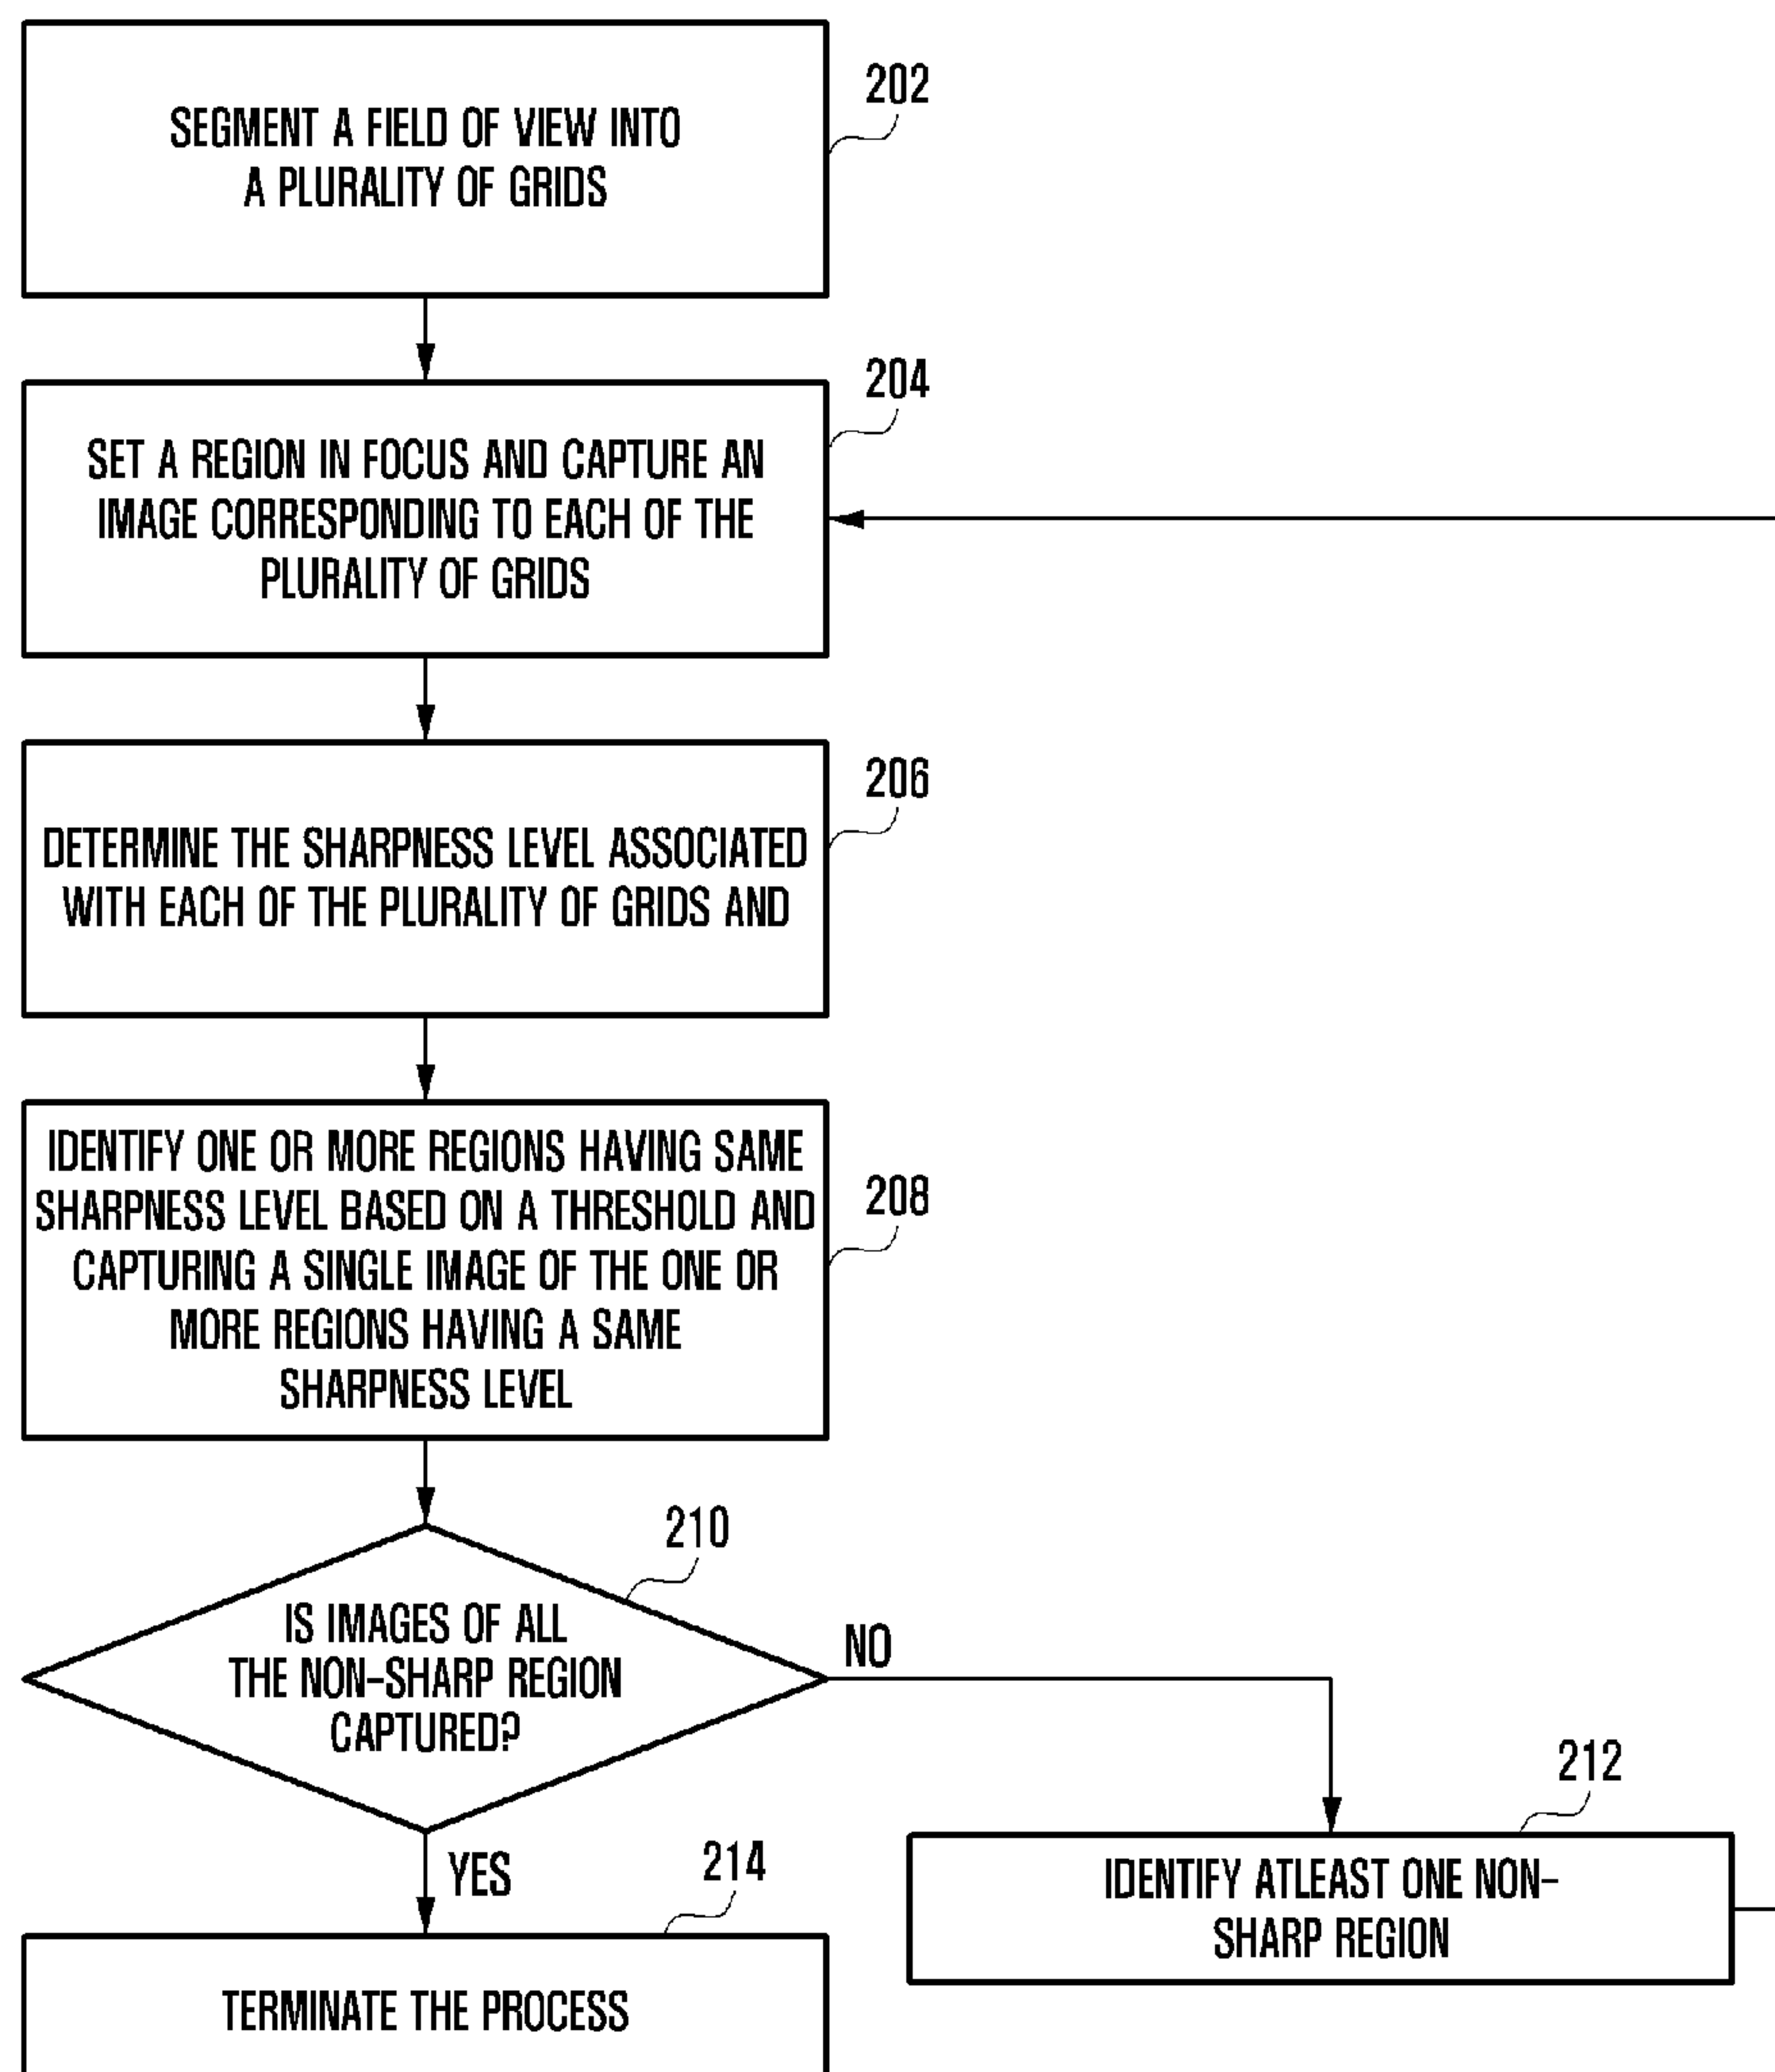 SEGMENT A FIELD OF VIEW INTO
A PLURALITY OF GRIDS
202
SET A REGION IN FOCUS AND CAPTURE AN
IMAGE CORRESPONDING TO EACH OF THE
PLURALITY OF GRIDS
204
DETERMINE THE SHARPNESS LEVEL ASSOCIATED
WITH EACH OF THE PLURALITY OF GRIDS AND
206
IDENTIFY ONE OR MORE REGIONS HAVING SAME
SHARPNESS LEVEL BASED ON A THRESHOLD AND
CAPTURING A SINGLE IMAGE OF THE ONE OR
MORE REGIONS HAVING A SAME
SHARPNESS LEVEL
208
IS IMAGES OF ALL
THE NON-SHARP REGION
CAPTURED?
210
NO
212
IDENTIFY ATLEAST ONE NON-
SHARP REGION
YES
214
TERMINATE THE PROCESS